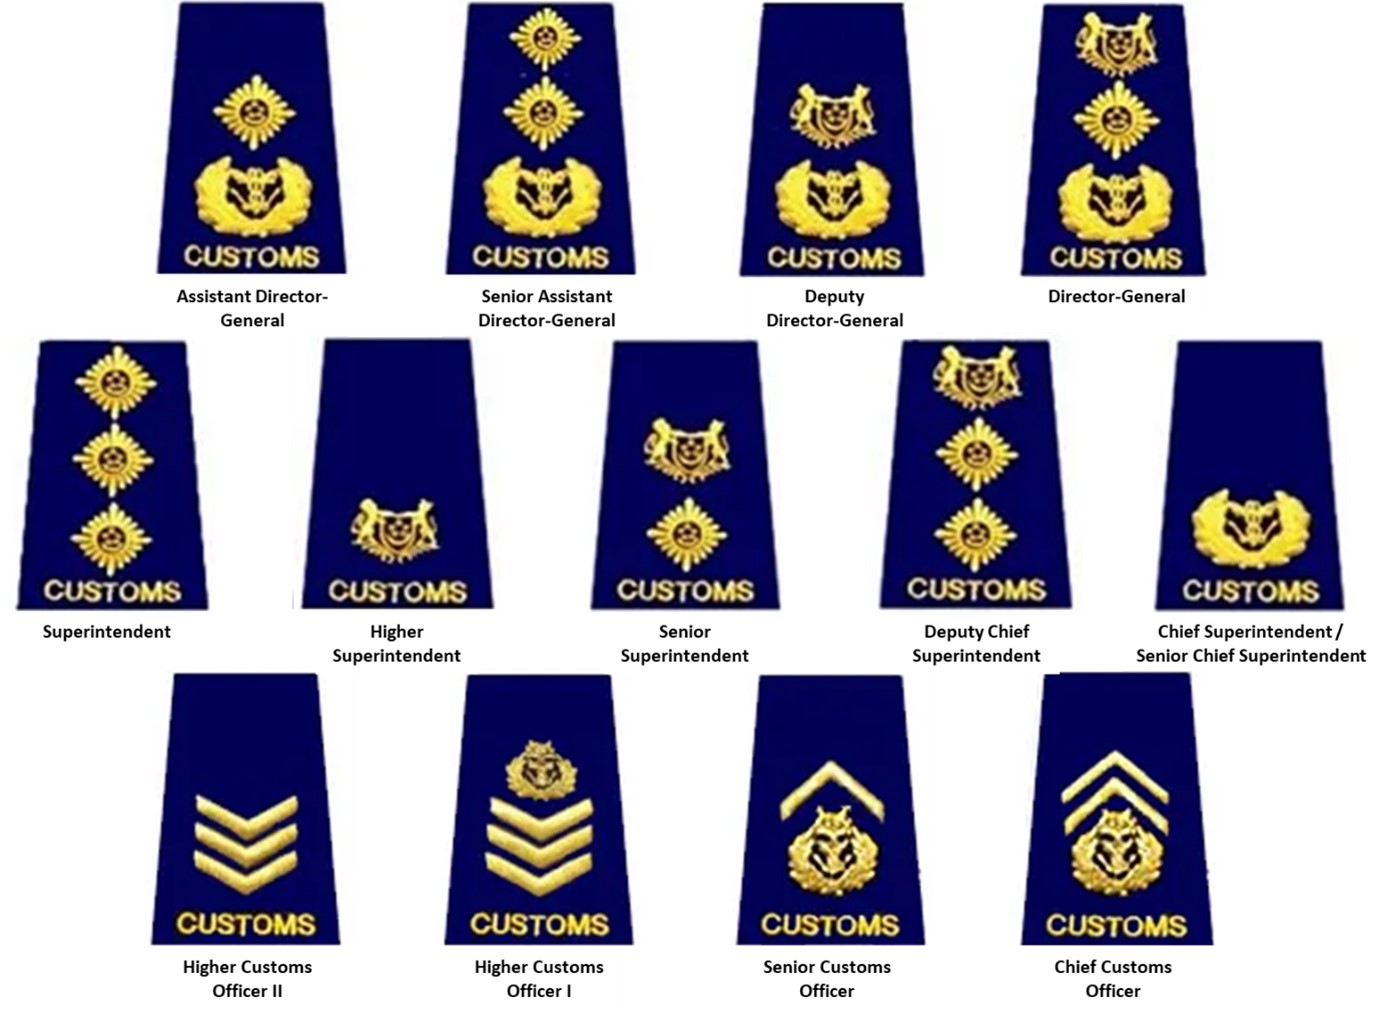 CUSTOMS
CUSTOMS
CUSTOMS
CUSTOMS
Assistant Director-
General
Senior Assistant
Director-General
Deputy
Director-General
Director-General
CUSTOMS
CUSTOMS
CUSTOMS
CUSTOMS
CUSTOMS
Superintendent
Higher
Superintendent
Senior
Superintendent
Deputy Chief
Superintendent
Chief Superintendent /
Senior Chief Superintendent
CUSTOMS
CUSTOMS
CUSTOMS
CUSTOMS
Higher Customs
Officer II
Higher Customs
Officer I
Senior Customs
Officer
Chief Customs
Officer